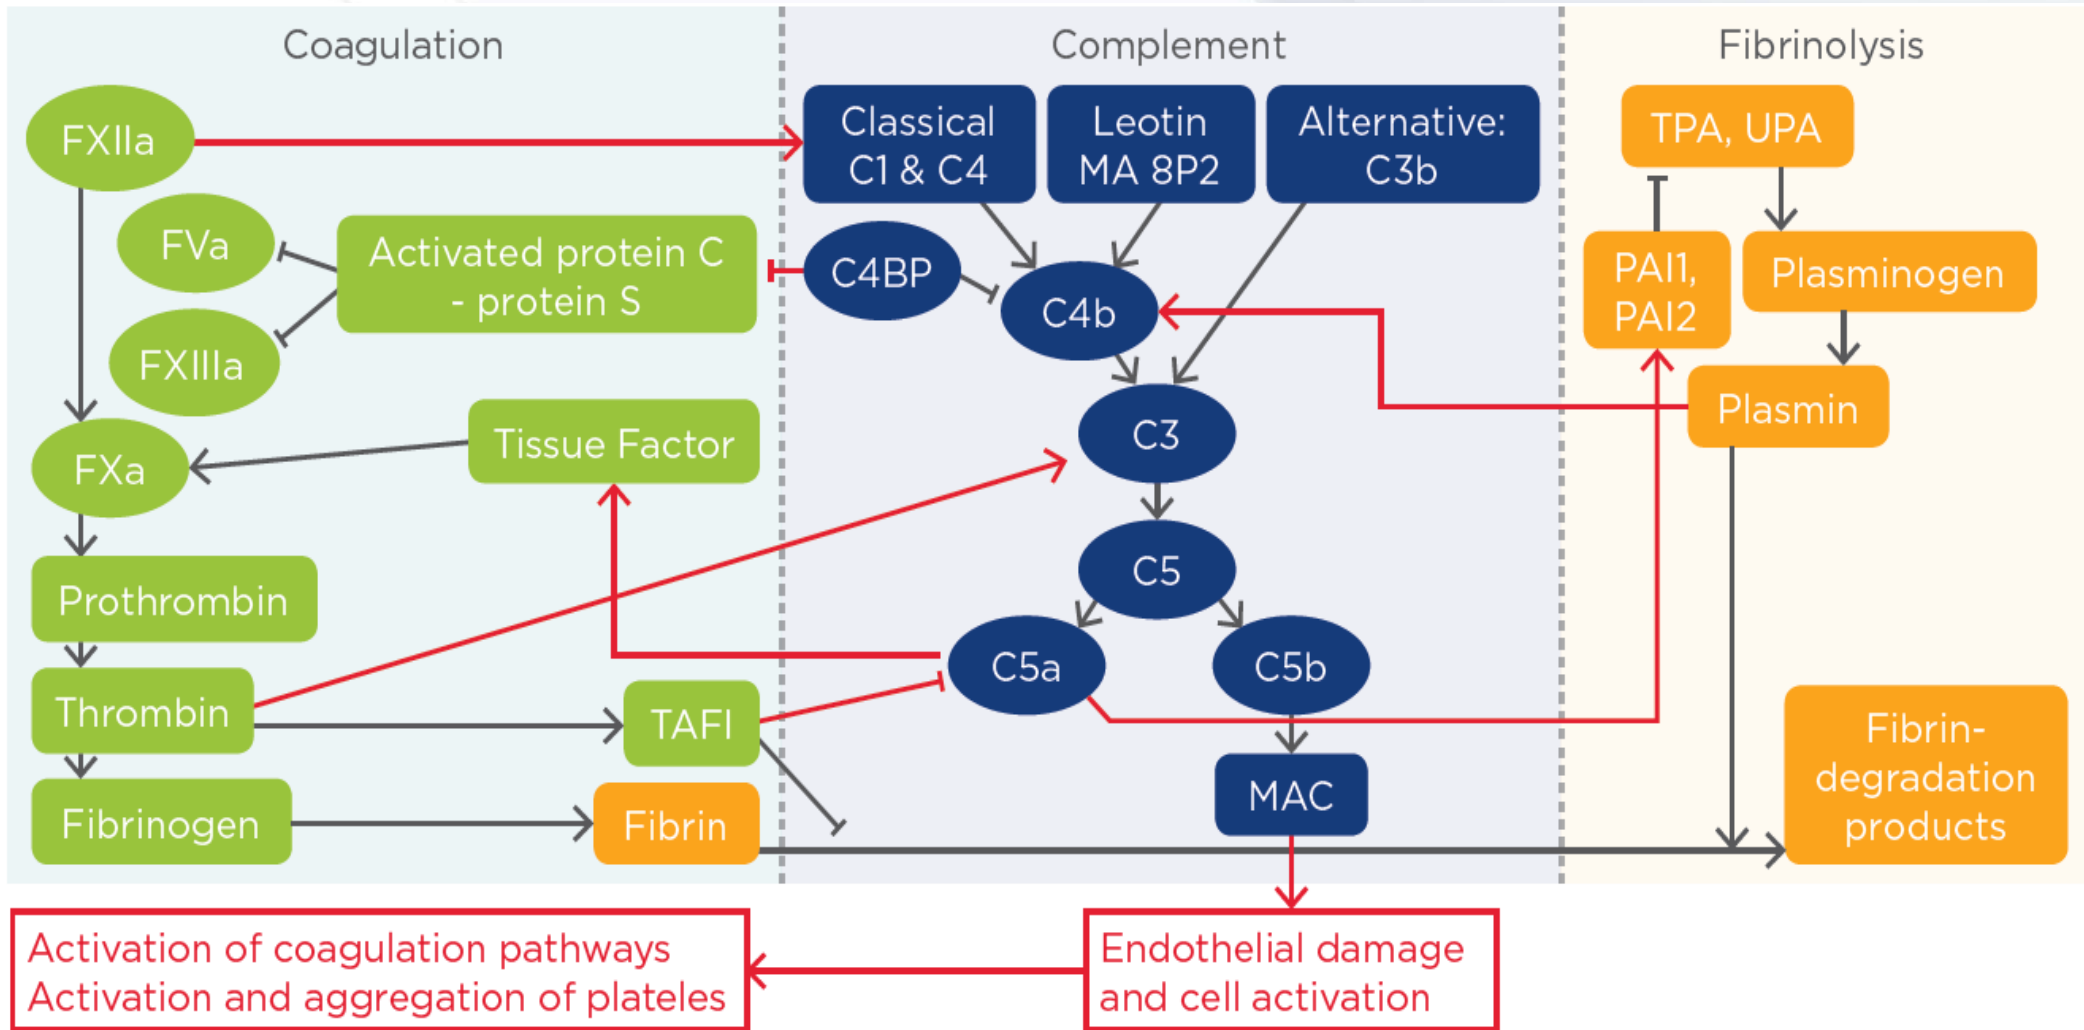 Coagulation
Complement
Fibrinolysis
FXIIa
Classical
C1 & C4
Leotin
MA 8P2
Alternative:
C3b
TPA, UPA
FVa
Activated protein C
- protein S
C4BP
C4b
PAI1,
PAI2
Plasminogen
FXIIIa
Plasmin
FXa
Tissue Factor
C3
Prothrombin
C5
Thrombin
TAFI
C5a
C5b
Fibrinogen
Fibrin
MAC
Fibrin-
degradation
products
Activation of coagulation pathways
Activation and aggregation of plateles
Endothelial damage
and cell activation